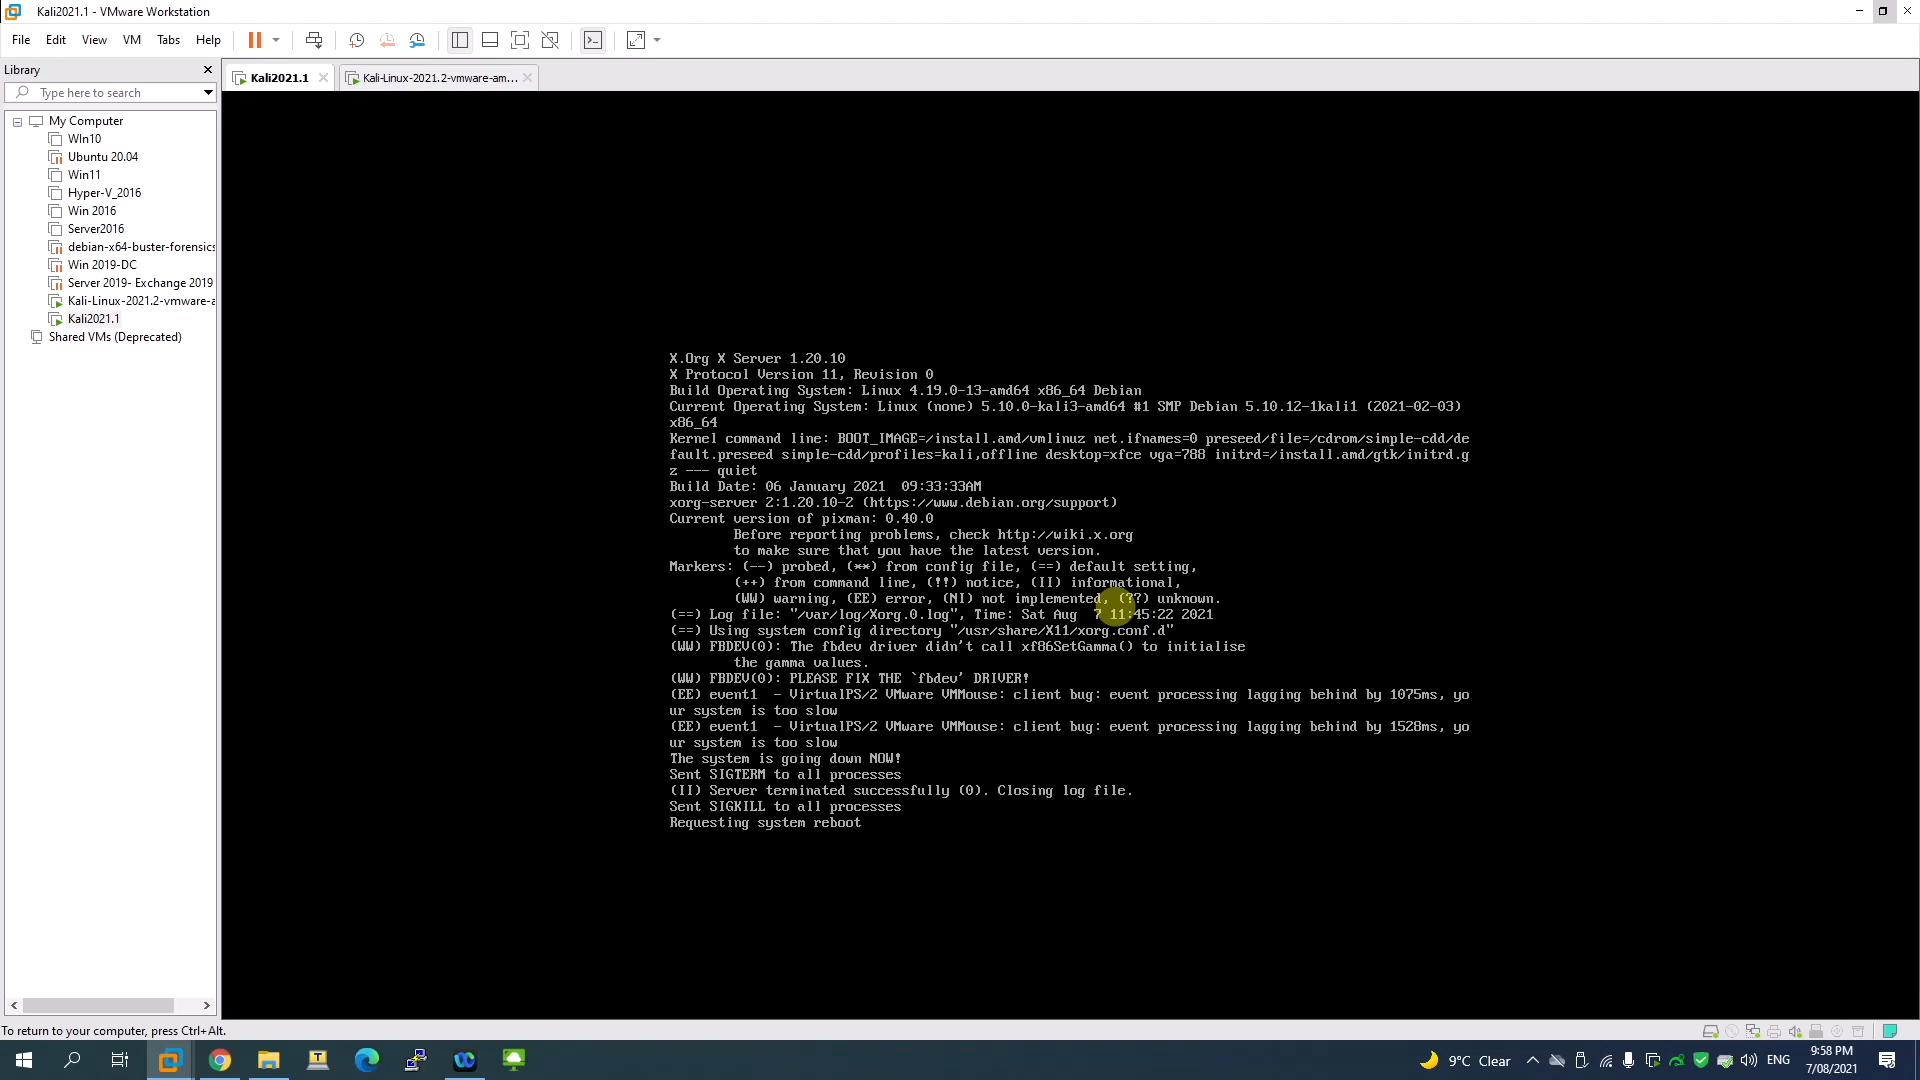 Kali2021.1 - VMware Workstation
File Edit View VM Tabs Help
Library
Type here to search
My Computer
WIn10
Ubuntu 20.04
Win11
Hyper-V_2016
Win 2016
Server2016
debian-x64-buster-forensics
Win 2019-DC
Server 2019- Exchange 2019
Kali-Linux-2021.2-vmware-a
Kali2021.1
Shared VMs (Deprecated)
Kali2021.1
Kali-Linux-2021.2-vmware-am...
X.Org X Server 1.20.10
X Protocol Version 11, Revision 0
Build Operating System: Linux 4.19.0-13-amd64 x86_64 Debian
Current Operating System: Linux (none) 5.10.0-kali3-amd64 #1 SMP Debian 5.10.12-1kali1 (2021-02-03)
x86_64
Kernel command line: BOOT_IMAGE=/install.amd/vmlinuz net.ifnames=0 preseed/file=/cdrom/simple-cdd/de
fault.preseed simple-cdd/profiles=kali,offline desktop=xfce vga=788 initrd=/install.amd/gtk/initrd.g
z --- quiet
Build Date: 06 January 2021  09:33:33AM
xorg-server 2:1.20.10-2 (https://www.debian.org/support)
Current version of pixman: 0.40.0
Before reporting problems, check http://wiki.x.org
to make sure that you have the latest version.
Markers: (--) probed, (**) from config file, (==) default setting,
(++) from command line, (!!) notice, (II) informational,
(WW) warning, (EE) error, (NI) not implemented, (??) unknown.
(==) Log file: "/var/log/Xorg.0.log", Time: Sat Aug  7 11:45:22 2021
(==) Using system config directory "/usr/share/X11/xorg.conf.d"
(WW) FBDEV(0): The fbdev driver didn't call xf86SetGamma() to initialise
the gamma values.
(WW) FBDEV(0): PLEASE FIX THE `fbdev' DRIVER!
(EE) event1  - VirtualPS/2 VMware VMMouse: client bug: event processing lagging behind by 1075ms, yo
ur system is too slow
(EE) event1  - VirtualPS/2 VMware VMMouse: client bug: event processing lagging behind by 1528ms, yo
ur system is too slow
The system is going down NOW!
Sent SIGTERM to all processes
(II) Server terminated successfully (0). Closing log file.
Sent SIGKILL to all processes
Requesting system reboot
To return to your computer, press Ctrl+Alt.
9°C Clear
ENG
9:58 PM
7/08/2021